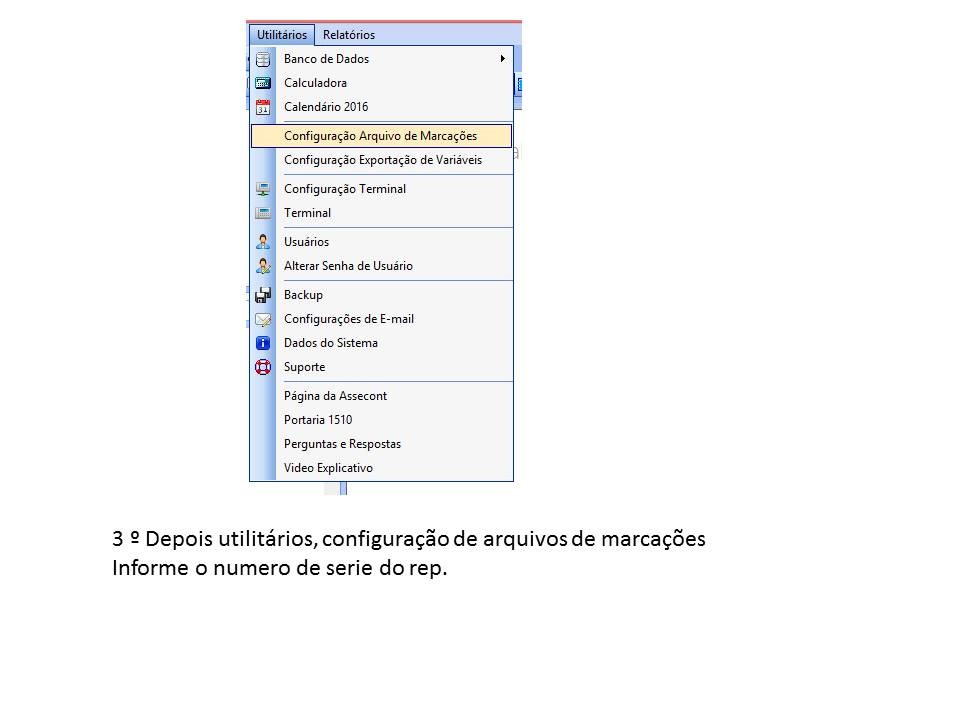 Utilitários Relatórios
Banco de Dados
Calculadora
Calendário 2016
Configuração Arquivo de Marcações
Configuração Exportação de Variáveis
Configuração Terminal
Terminal
Usuários
Alterar Senha de Usuário
Backup
Configurações de E-mail
Dados do Sistema
Suporte
Página da Assecont
Portaria 1510
Perguntas e Respostas
Video Explicativo
3 º Depois utilitários, configuração de arquivos de marcações
Informe o numero de serie do rep.